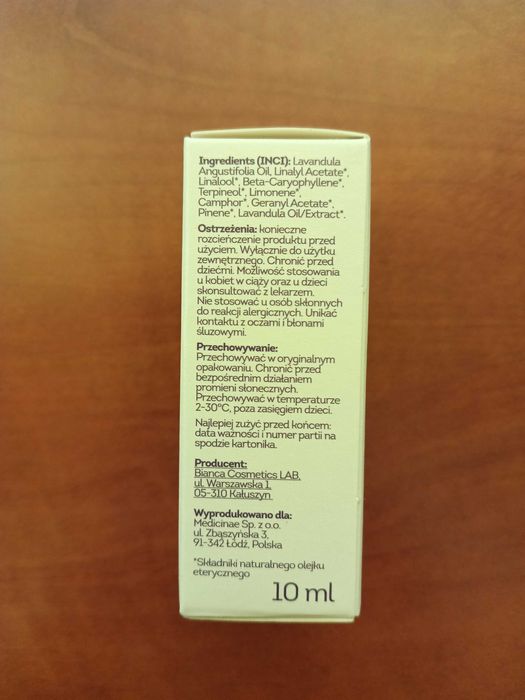 Ingredients (INCI): Lavandula
Angustifolia Oil, Linalyl Acetate*,
Linalool*, Beta-Caryophyllene*,
Terpineol*, Limonene*,
Camphor*, Geranyl Acetate*,
Pinene*, Lavandula Oil/Extract*.
Ostrzeżenia: konieczne
rozcieńczenie produktu przed
użyciem. Wyłącznie do użytku
zewnętrznego. Chronić przed
dziećmi. Możliwość stosowania
u kobiet w ciąży oraz u dzieci
skonsultować z lekarzem.
Nie stosować u osób skłonnych
do reakcji alergicznych. Unikać
kontaktu z oczami i błonami
śluzowymi.
Przechowywanie:
Przechowywać w oryginalnym
opakowaniu. Chronić przed
bezpośrednim działaniem
promieni słonecznych.
Przechowywać w temperaturze
2-30°C, poza zasięgiem dzieci.
Najlepiej zużyć przed końcem:
data ważności i numer partii na
spodzie kartonika.
Producent:
Bianca Cosmetics LAB,
ul. Warszawska 1,
05-310 Kałuszyn
Wyprodukowano dla:
Medicinae Sp. z o.o.
ul. Zbąszyńska 3,
91-342 Łódź, Polska
*Składniki naturalnego olejku
eterycznego
10 ml